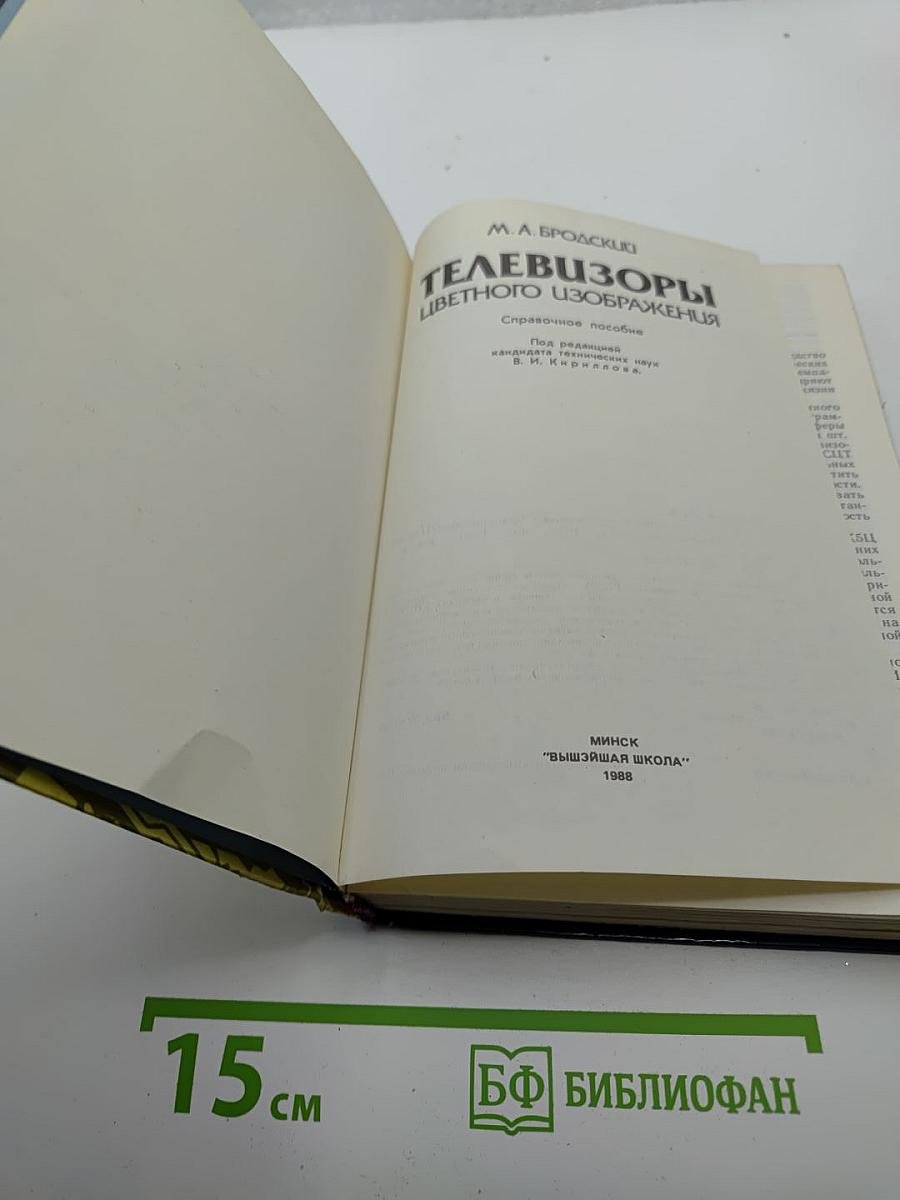 М. А. БРОДСКИЙ
ТЕЛЕВИЗОРЫ
ЦВЕТНОГО ИЗОБРАЖЕНИЯ
Справочное пособие
Под редакцией
кандидата технических наук
В. И. Кириллова.
МИНСК
"ВЫШЭЙШАЯ ШКОЛА"
1988
15 см
БФ БИБЛИОФАН